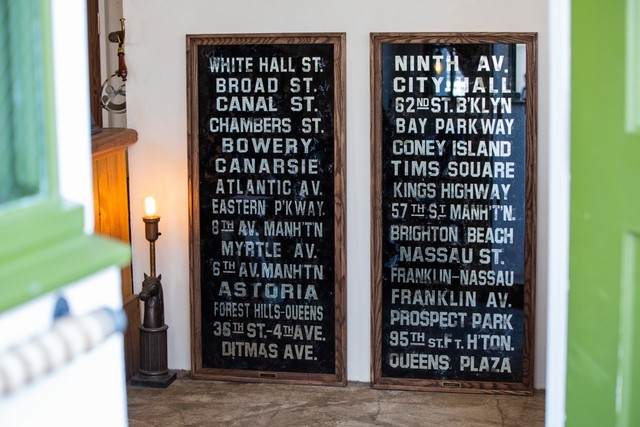 WHITE HALL ST.
BROAD ST.
CANAL ST.
CHAMBERS ST.
BOWERY
CANARSIE
ATLANTIC AV.
EASTERN P'KWAY.
8TH AV. MANH'TN
MYRTLE AV.
6TH AV. MANH'TN
ASTORIA
FOREST HILLS-QUEENS
36TH ST.-4TH AVE.
DITMAS AVE.
NINTH AV.
CITY HALL
62ND ST. B'KLYN
BAY PARKWAY
CONEY ISLAND
TIMS SQUARE
KINGS HIGHWAY
57TH ST MANH'T'N.
BRIGHTON BEACH
NASSAU ST.
FRANKLIN-NASSAU
FRANKLIN AV.
PROSPECT PARK
95TH ST. FT. H'TON.
QUEENS PLAZA